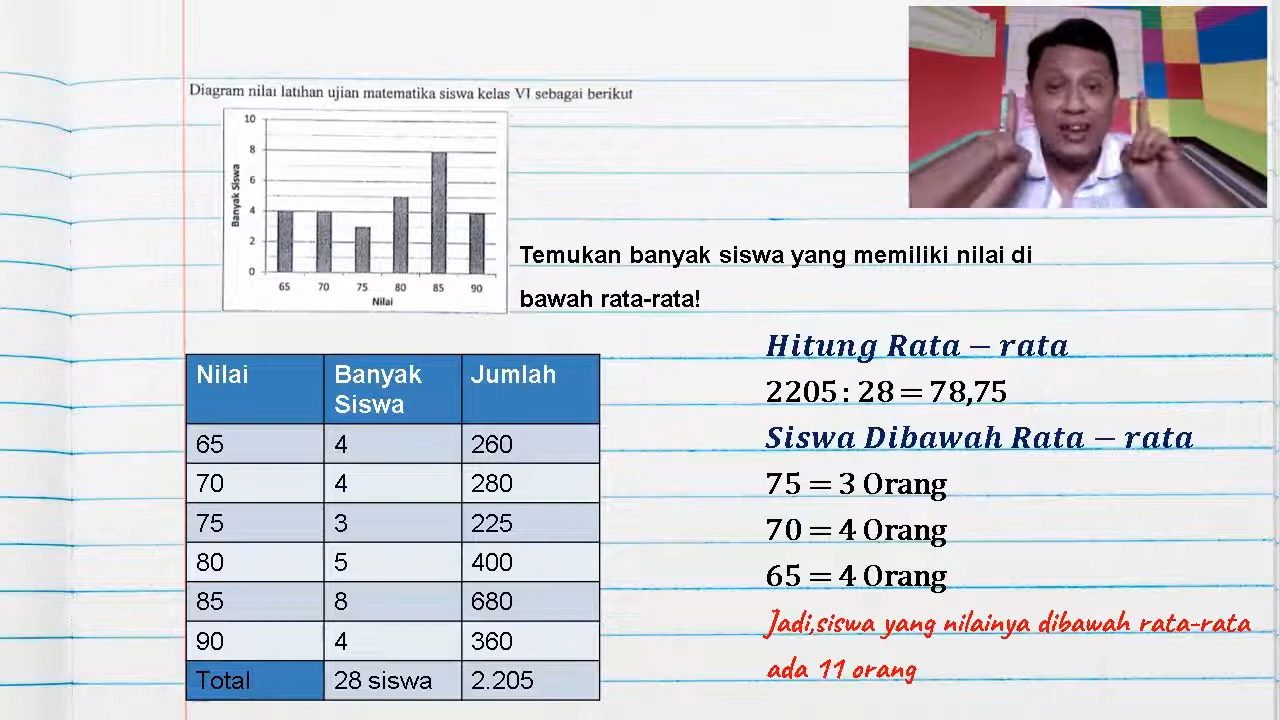 Diagram nilai latihan ujian matematika siswa kelas VI sebagai berikut
10
8
6
4
2
0
Banyak Siswa
65 70 75 80 85 90
Nilai
Temukan banyak siswa yang memiliki nilai di
bawah rata-rata!
Nilai Banyak Siswa Jumlah
65 4 260
70 4 280
75 3 225
80 5 400
85 8 680
90 4 360
Total 28 siswa 2.205
Hitung Rata – rata
2205 : 28 = 78,75
Siswa Dibawah Rata – rata
75 = 3 Orang
70 = 4 Orang
65 = 4 Orang
Jadi,siswa yang nilainya dibawah rata-rata
ada 11 orang